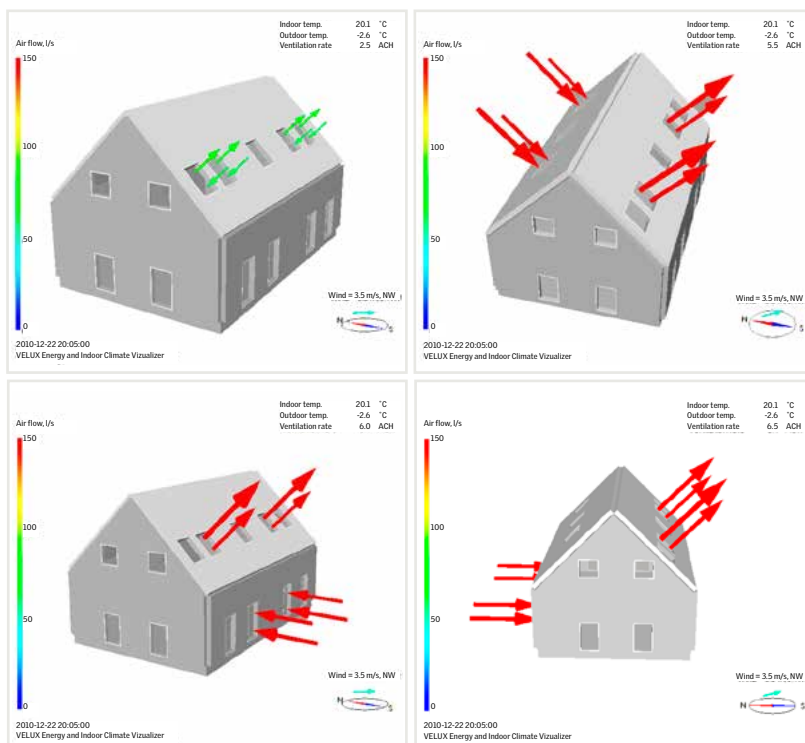 Indoor temp. 20.1 °C
Outdoor temp. -2.6 °C
Ventilation rate 2.5 ACH
Air flow, l/s
150
100
50
0
Wind = 3.5 m/s, NW
N S
2010-12-22 20:05:00
VELUX Energy and Indoor Climate Vizualizer
Indoor temp. 20.1 °C
Outdoor temp. -2.6 °C
Ventilation rate 5.5 ACH
Air flow, l/s
150
100
50
0
Wind = 3.5 m/s, NW
N S
2010-12-22 20:05:00
VELUX Energy and Indoor Climate Vizualizer
Indoor temp. 20.1 °C
Outdoor temp. -2.6 °C
Ventilation rate 6.0 ACH
Air flow, l/s
150
100
50
0
Wind = 3.5 m/s, NW
N S
2010-12-22 20:05:00
VELUX Energy and Indoor Climate Vizualizer
Indoor temp. 20.1 °C
Outdoor temp. -2.6 °C
Ventilation rate 6.5 ACH
Air flow, l/s
150
100
50
0
Wind = 3.5 m/s, NW
N S
2010-12-22 20:05:00
VELUX Energy and Indoor Climate Vizualizer